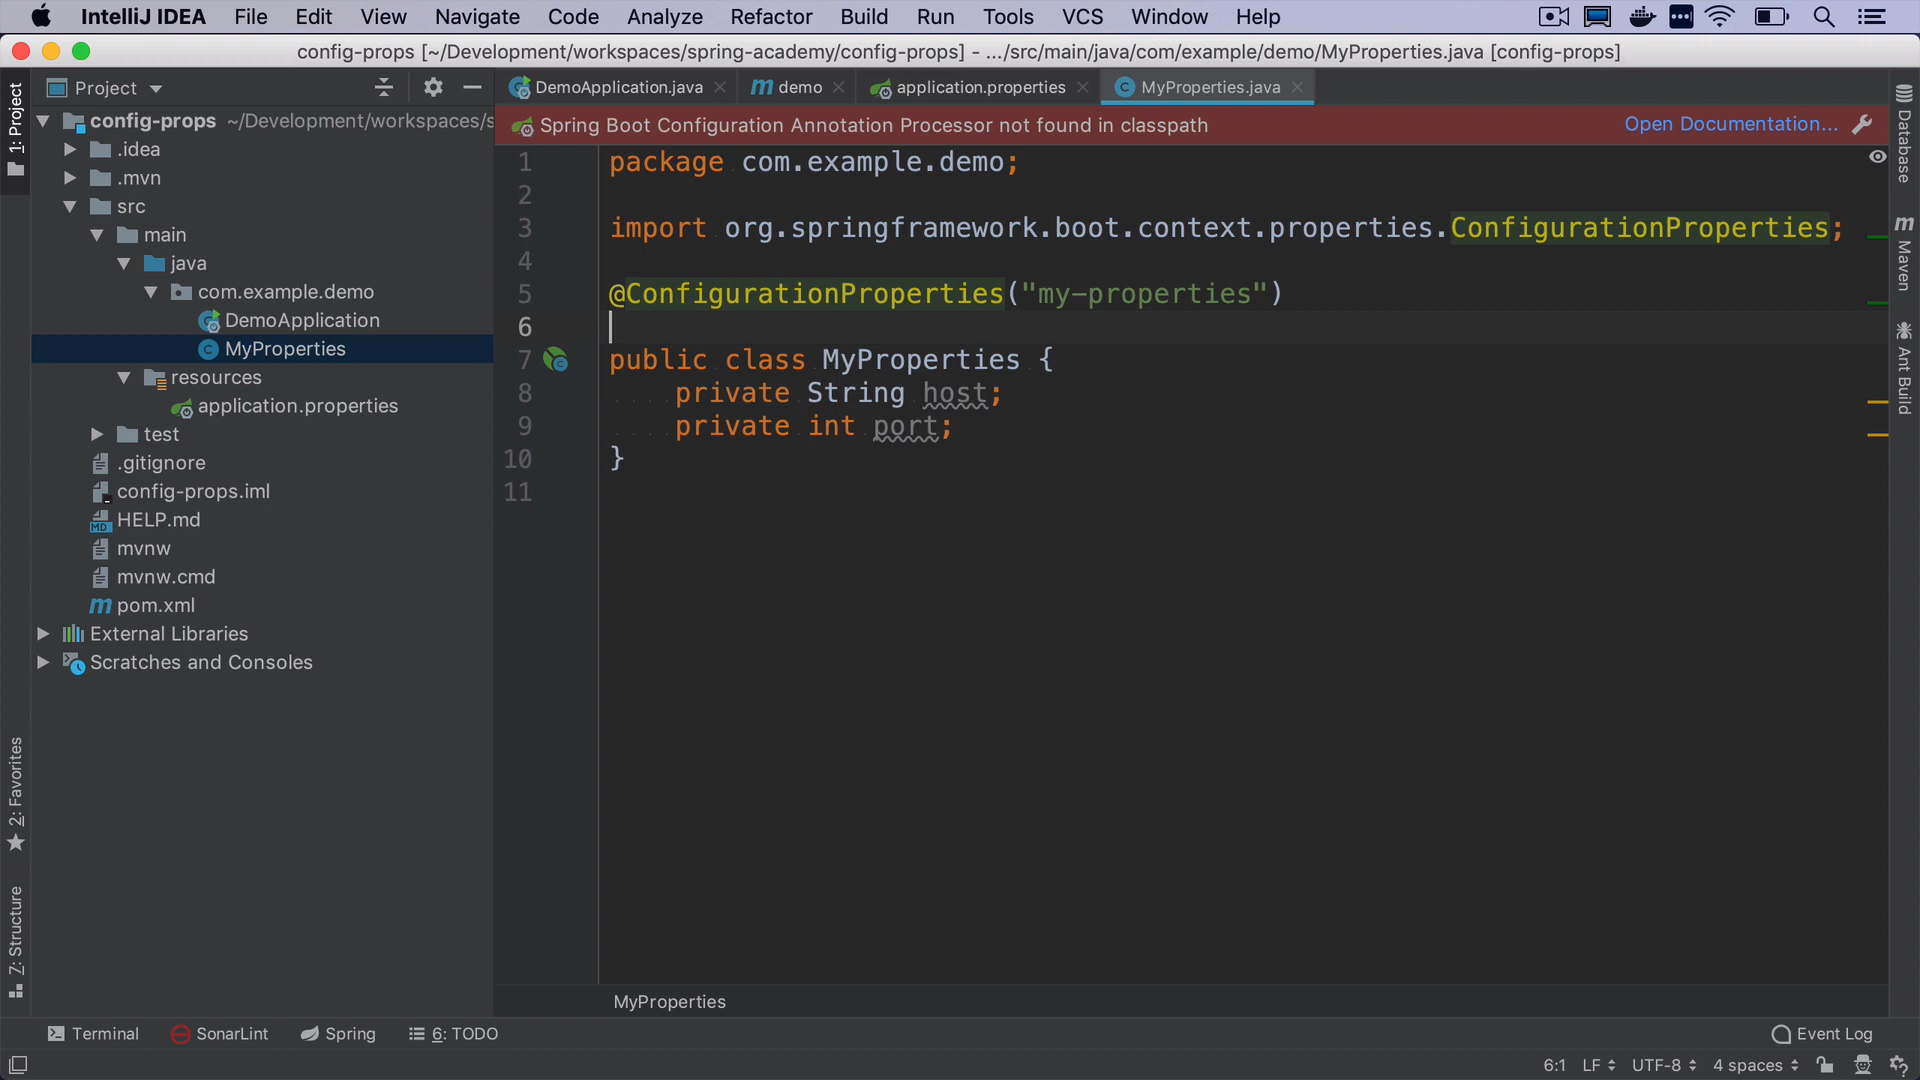 IntelliJ IDEA File Edit View Navigate Code Analyze Refactor Build Run Tools VCS Window Help
config-props [~/Development/workspaces/spring-academy/config-props] - .../src/main/java/com/example/demo/MyProperties.java [config-props]
1: Project
Project
DemoApplication.java
demo
application.properties
MyProperties.java
config-props ~/Development/workspaces/s
.idea
.mvn
src
main
java
com.example.demo
DemoApplication
MyProperties
resources
application.properties
test
.gitignore
config-props.iml
HELP.md
mvnw
mvnw.cmd
pom.xml
External Libraries
Scratches and Consoles
Spring Boot Configuration Annotation Processor not found in classpath
Open Documentation...
1 package com.example.demo;
2
3 import org.springframework.boot.context.properties.ConfigurationProperties;
4
5 @ConfigurationProperties("my-properties")
6
7 public class MyProperties {
8 private String host;
9 private int port;
10 }
11
MyProperties
Database
Maven
Ant Build
2: Favorites
7: Structure
Terminal SonarLint Spring 6: TODO Event Log
6:1 LF UTF-8 4 spaces